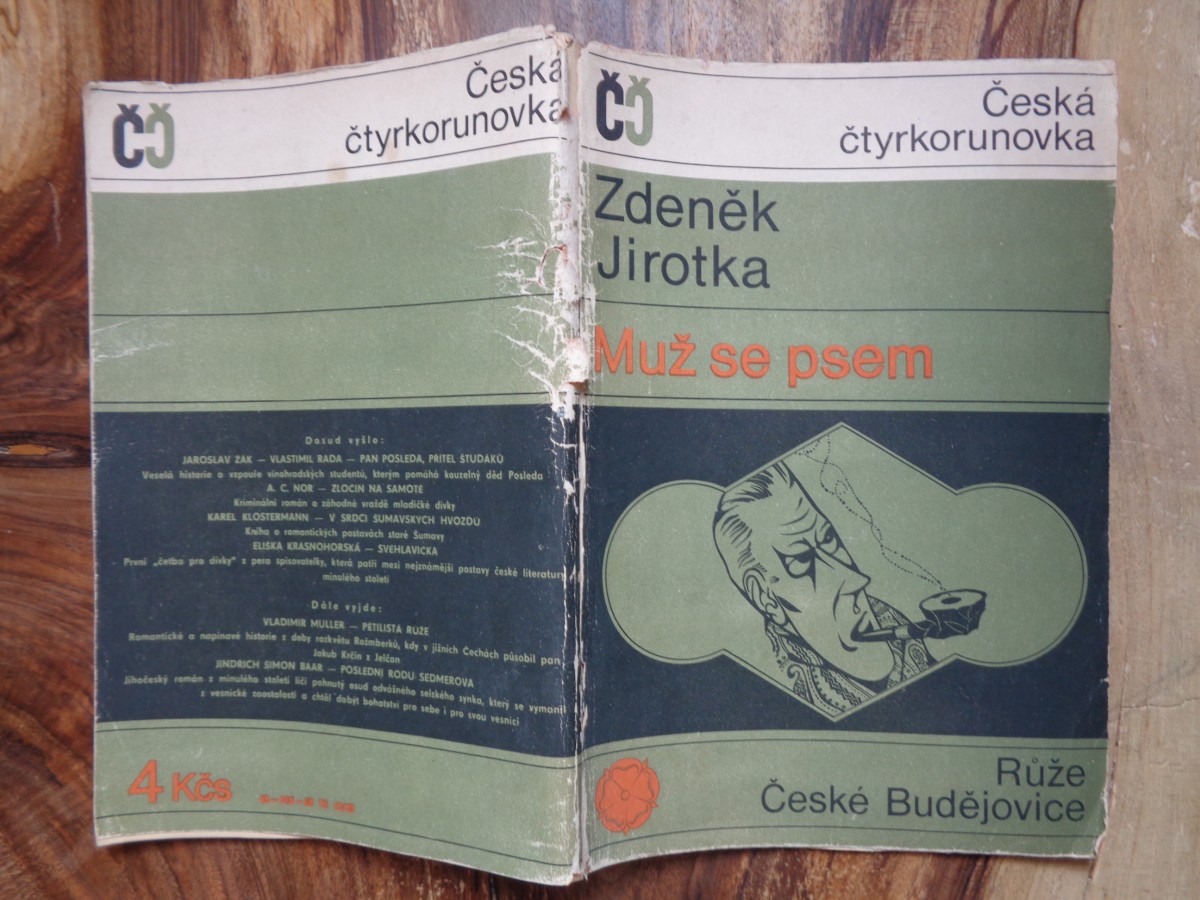 ČČ
Česká
čtyrkorunovka
Dosud vyšlo:
JAROSLAV ŽAK — VLASTIMIL RADA — PAN POSLEDA, PŘÍTEL ŠTUDÁKŮ
Veselá historie o vzpouře vinohradských studentů, kterým pomáhá kouzelný děd Posleda
A. C. NOR — ZLOČIN NA SAMOTĚ
Kriminální román o záhadné vraždě mladičké dívky
KAREL KLOSTERMANN — V SRDCI ŠUMAVSKÝCH HVOZDŮ
Kniha o romantických postavách staré Šumavy
ELIŠKA KRÁSNOHORSKÁ — SVÉHLAVIČKA
První „četba pro dívky" z pera spisovatelky, která patří mezi nejznámější postavy české literatury
minulého století
Dále vyjde:
VLADIMÍR MÜLLER — PĚTILISTÁ RŮŽE
Romantické a napínavé historie z doby rozkvětu Rožmberků, kdy v jižních Čechách působil pan
Jakub Krčín z Jelčan
JINDŘICH ŠIMON BAAR — POSLEDNÍ RODU SEDMEROVA
Jihočeský román z minulého století líčí pohnutý osud odvážného selského synka, který se vymanil
z vesnické zaostalosti a chtěl dobýt bohatství pro sebe i pro svou vesnici
4 Kčs
ČČ
Česká
čtyrkorunovka
Zdeněk
Jirotka
Muž se psem
Růže
České Budějovice